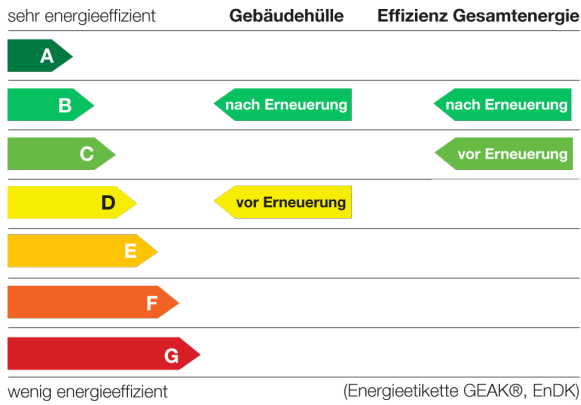 sehr energieeffizient Gebäudehülle Effizienz Gesamtenergie
A
B nach Erneuerung nach Erneuerung
C vor Erneuerung
D vor Erneuerung
E
F
G
wenig energieeffizient (Energieetikette GEAK®, EnDK)